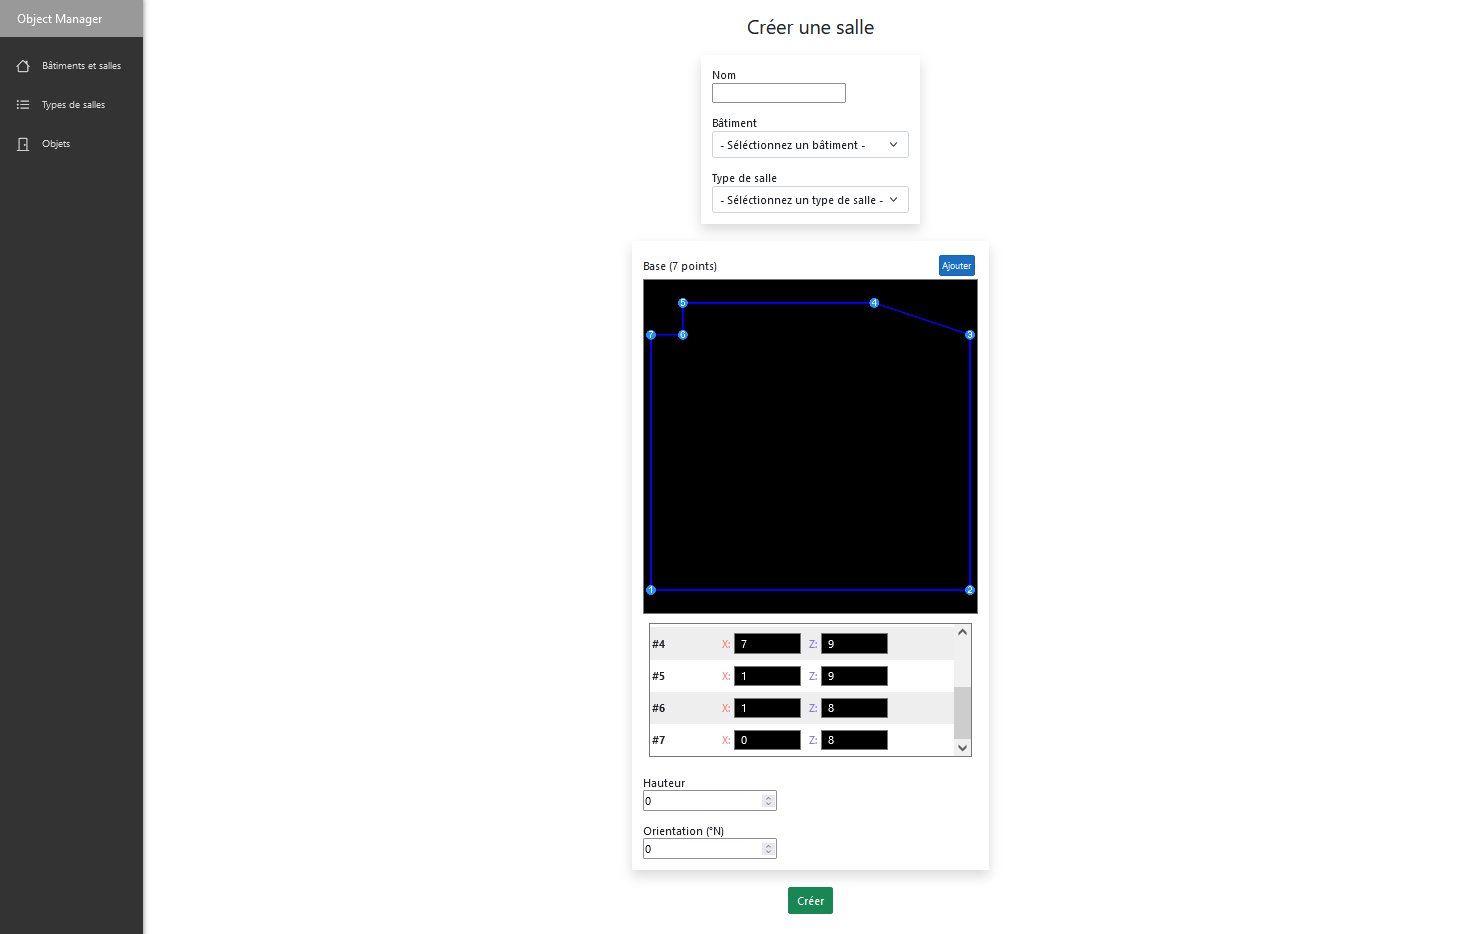 Object Manager
Bâtiments et salles
Types de salles
Objets
Créer une salle
Nom
Bâtiment
- Séléctionnez un bâtiment -
Type de salle
- Séléctionnez un type de salle -
Base (7 points)
Ajouter
5
4
7
6
3
1
2
#4 X: 7 Z: 9
#5 X: 1 Z: 9
#6 X: 1 Z: 8
#7 X: 0 Z: 8
Hauteur
0
Orientation (°N)
0
Créer